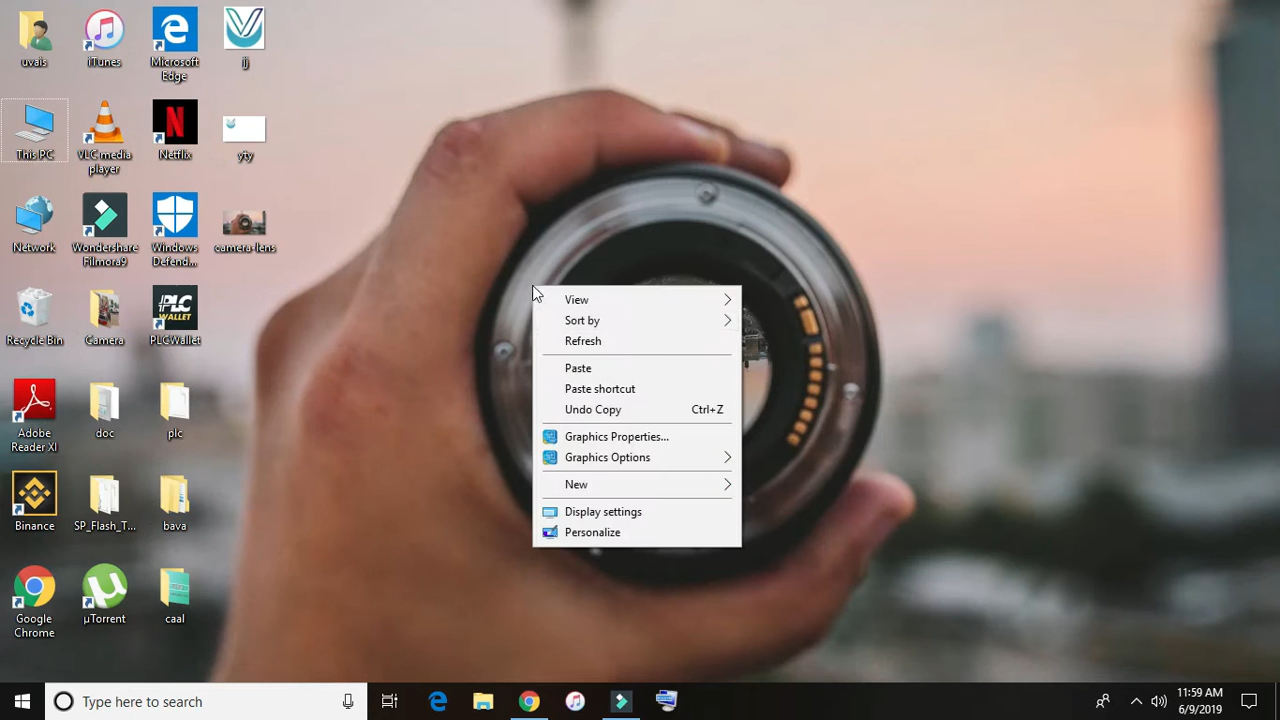 uvais
iTunes
Microsoft
Edge
ij
This PC
VLC media
player
Netflix
yty
Network
Wondershare
Filmora9
Windows
Defend...
camera-lens
Recycle Bin
Camera
PLC
WALLET
PLCWallet
Adobe
Reader XI
doc
plc
Binance
SP_Flash_T...
bava
Google
Chrome
µTorrent
caal
View
Sort by
Refresh
Paste
Paste shortcut
Undo Copy Ctrl+Z
Graphics Properties...
Graphics Options
New
Display settings
Personalize
Type here to search
11:59 AM
6/9/2019